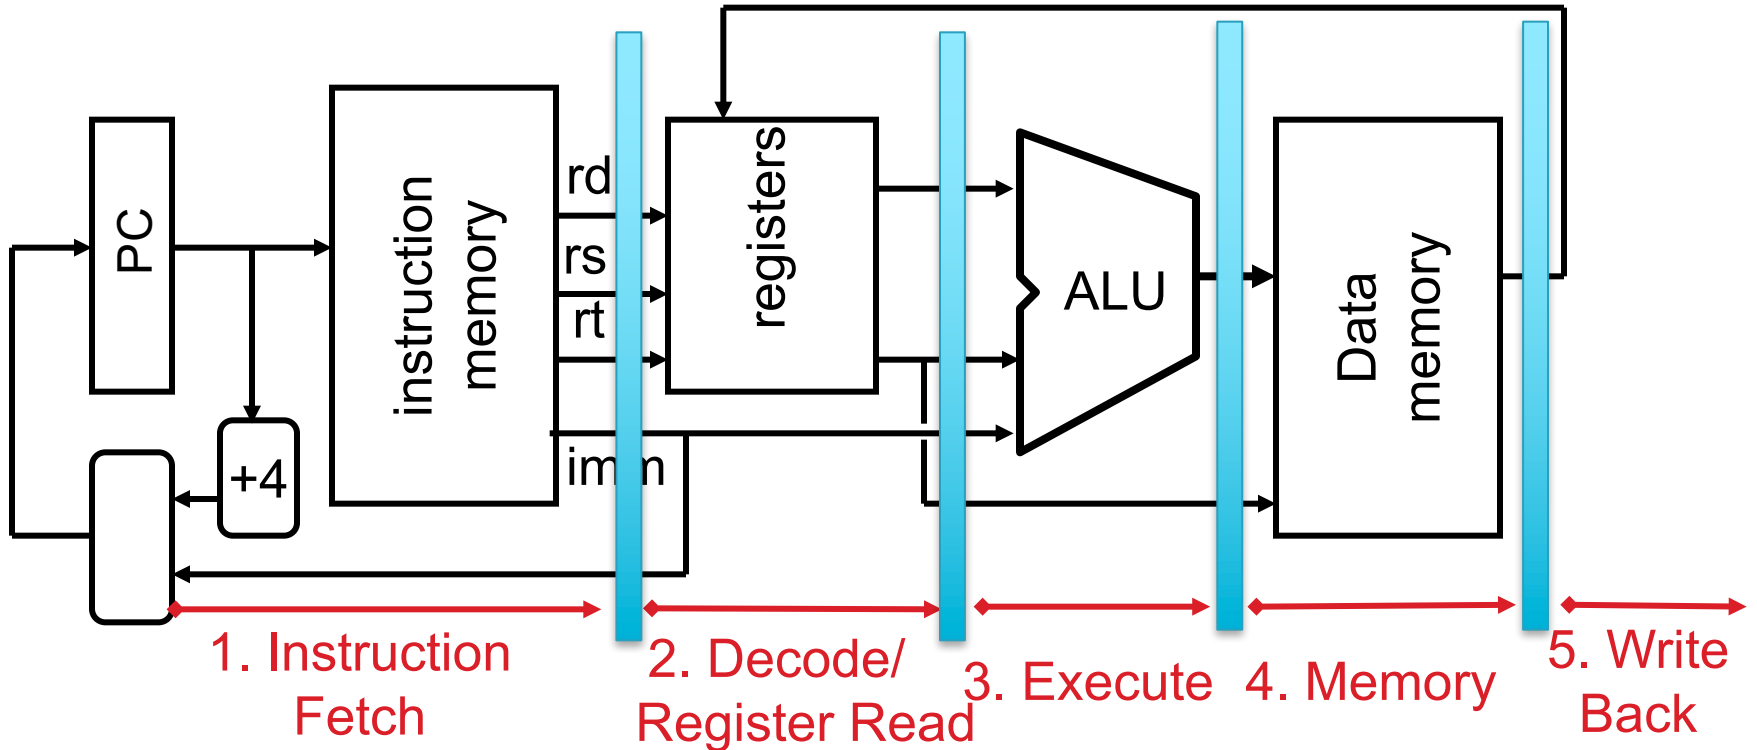 PC
+4
instruction
memory
rd
rs
rt
imm
registers
ALU
Data
memory
1. Instruction
Fetch
2. Decode/
Register Read
3. Execute
4. Memory
5. Write
Back